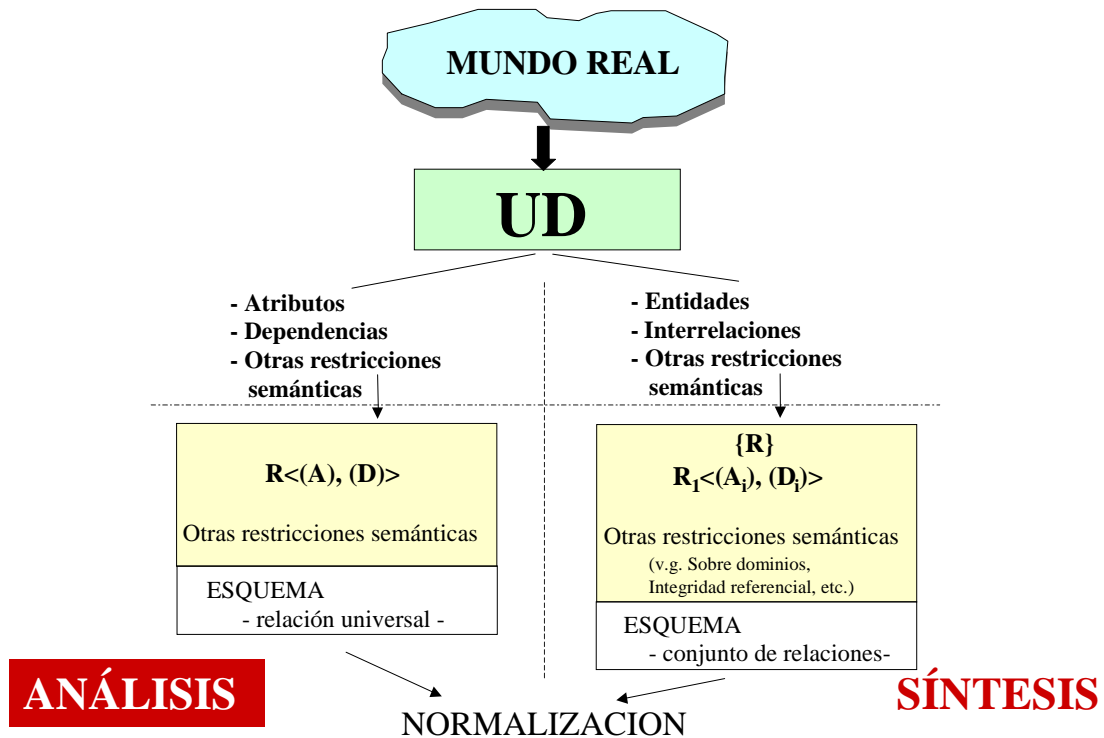 MUNDO REAL
UD
- Atributos
- Dependencias
- Otras restricciones
semánticas
- Entidades
- Interrelaciones
- Otras restricciones
semánticas
R<(A), (D)>
Otras restricciones semánticas
ESQUEMA
- relación universal -
{R}
R₁<(Aᵢ), (Dᵢ)>
Otras restricciones semánticas
(v.g. Sobre dominios,
Integridad referencial, etc.)
ESQUEMA
- conjunto de relaciones-
ANÁLISIS
NORMALIZACION
SÍNTESIS